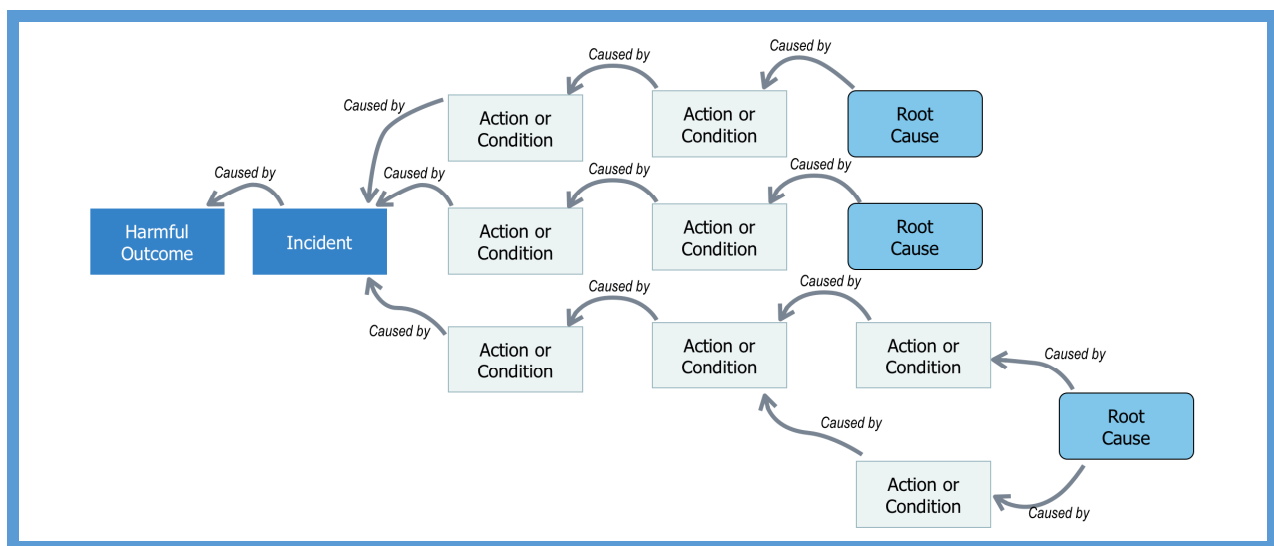 Caused by
Caused by
Caused by
Action or
Condition
Action or
Condition
Root
Cause
Caused by
Caused by
Caused by
Caused by
Harmful
Outcome
Incident
Action or
Condition
Action or
Condition
Root
Cause
Caused by
Caused by
Caused by
Action or
Condition
Action or
Condition
Action or
Condition
Caused by
Root
Cause
Caused by
Action or
Condition
Caused by